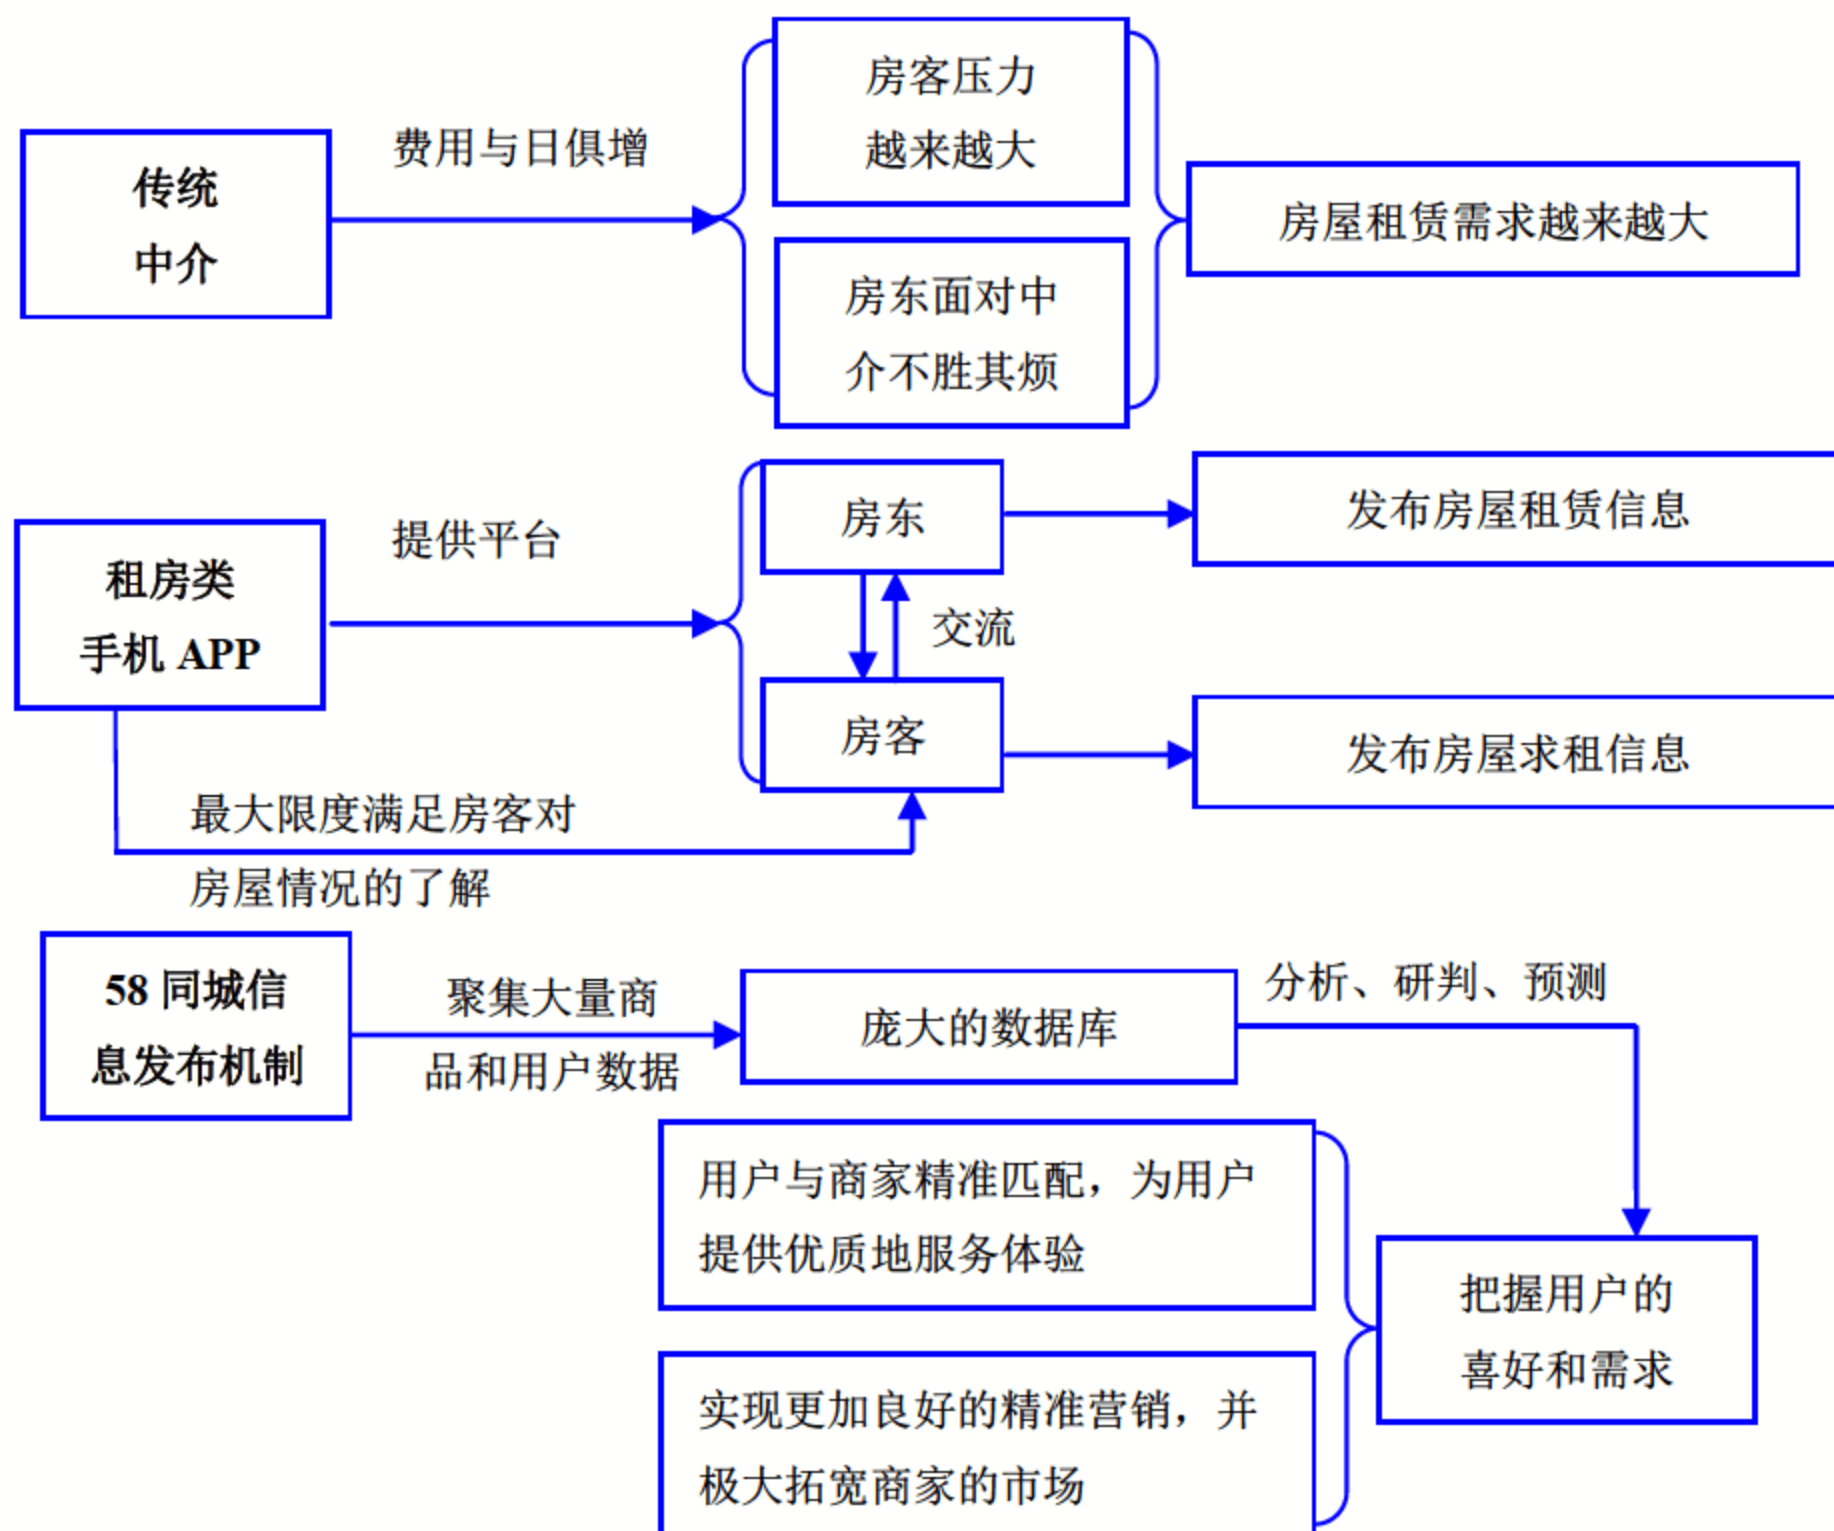 传统
中介
费用与日俱增
房客压力
越来越大
房东面对中
介不胜其烦
房屋租赁需求越来越大
租房类
手机 APP
提供平台
房东
交流
房客
发布房屋租赁信息
发布房屋求租信息
最大限度满足房客对
房屋情况的了解
58 同城信
息发布机制
聚集大量商
品和用户数据
庞大的数据库
分析、研判、预测
把握用户的
喜好和需求
用户与商家精准匹配，为用户
提供优质地服务体验
实现更加良好的精准营销，并
极大拓宽商家的市场